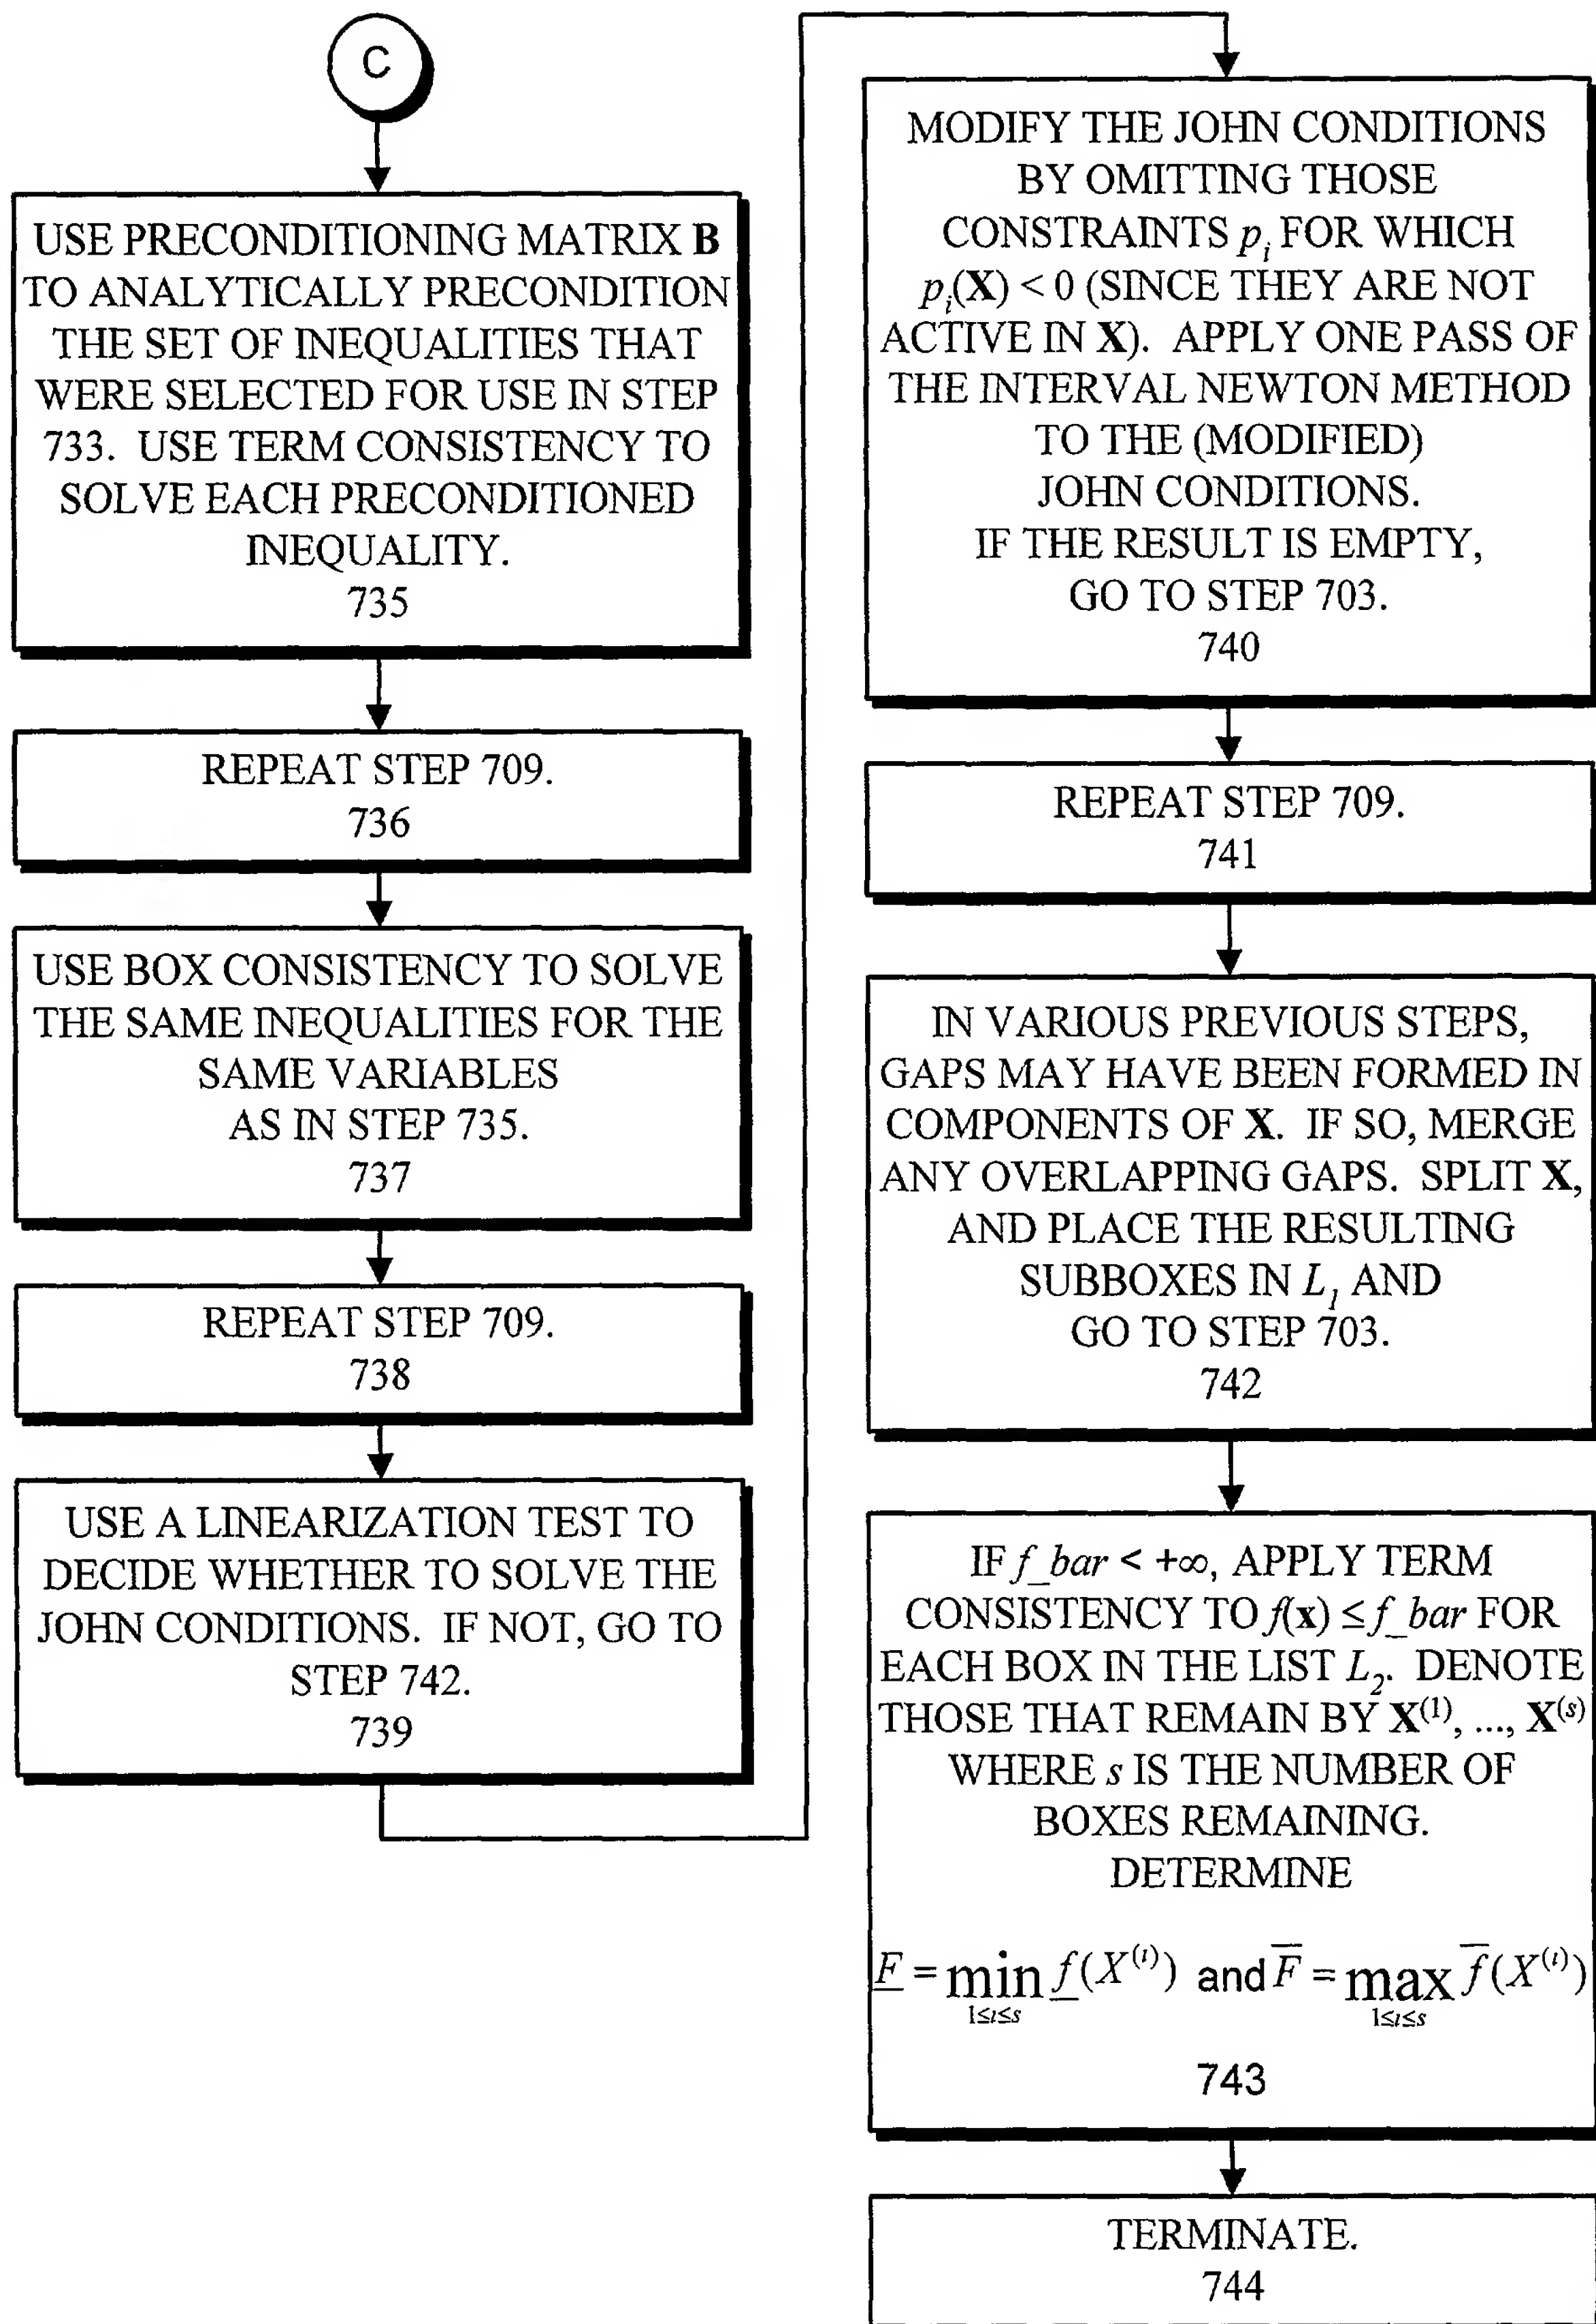 C
USE PRECONDITIONING MATRIX B
TO ANALYTICALLY PRECONDITION
THE SET OF INEQUALITIES THAT
WERE SELECTED FOR USE IN STEP
733. USE TERM CONSISTENCY TO
SOLVE EACH PRECONDITIONED
INEQUALITY.
735
REPEAT STEP 709.
736
USE BOX CONSISTENCY TO SOLVE
THE SAME INEQUALITIES FOR THE
SAME VARIABLES
AS IN STEP 735.
737
REPEAT STEP 709.
738
USE A LINEARIZATION TEST TO
DECIDE WHETHER TO SOLVE THE
JOHN CONDITIONS. IF NOT, GO TO
STEP 742.
739
MODIFY THE JOHN CONDITIONS
BY OMITTING THOSE
CONSTRAINTS p_i FOR WHICH
p_i(X) < 0 (SINCE THEY ARE NOT
ACTIVE IN X). APPLY ONE PASS OF
THE INTERVAL NEWTON METHOD
TO THE (MODIFIED)
JOHN CONDITIONS.
IF THE RESULT IS EMPTY,
GO TO STEP 703.
740
REPEAT STEP 709.
741
IN VARIOUS PREVIOUS STEPS,
GAPS MAY HAVE BEEN FORMED IN
COMPONENTS OF X. IF SO, MERGE
ANY OVERLAPPING GAPS. SPLIT X,
AND PLACE THE RESULTING
SUBBOXES IN L_1 AND
GO TO STEP 703.
742
IF f_bar < +∞, APPLY TERM
CONSISTENCY TO f(x) ≤ f_bar FOR
EACH BOX IN THE LIST L_2. DENOTE
THOSE THAT REMAIN BY X^(1), ..., X^(s)
WHERE s IS THE NUMBER OF
BOXES REMAINING.
DETERMINE
F̲ = min_{1≤i≤s} f̲(X^(i)) and F̅ = max_{1≤i≤s} f̅(X^(i))
743
TERMINATE.
744